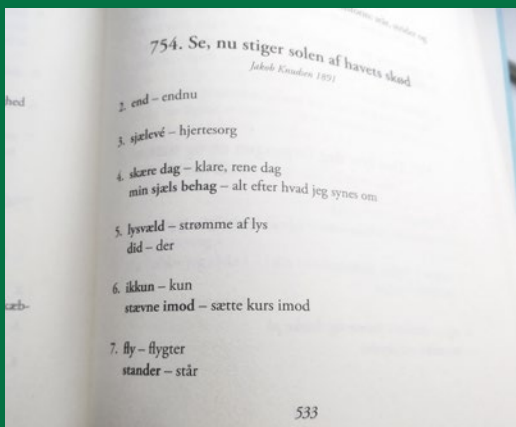 754. Se, nu stiger solen af havets skød
Jakob Knudsen 1891
hed
2. end – endnu
3. sjælevé – hjertesorg
4. skære dag – klare, rene dag
min sjæls behag – alt efter hvad jeg synes om
5. lysvæld – strømme af lys
did – der
6. ikkun – kun
stævne imod – sætte kurs imod
7. fly – flygter
stander – står
533